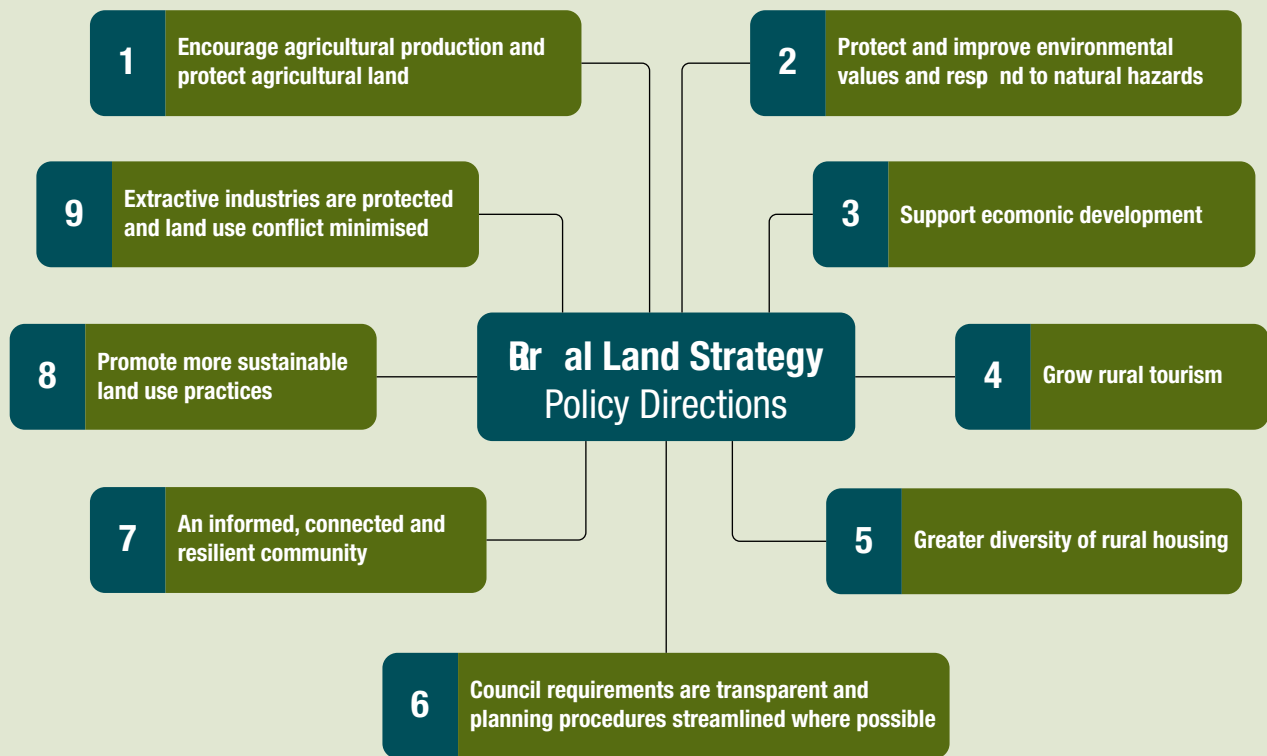 1
Encourage agricultural production and
protect agricultural land
2
Protect and improve environmental
values and resp nd to natural hazards
9
Extractive industries are protected
and land use conflict minimised
3
Support ecomonic development
8
Promote more sustainable
land use practices
Land Strategy
Policy Directions
4
Grow rural tourism
7
An informed, connected and
resilient community
5
Greater diversity of rural housing
6
Council requirements are transparent and
planning procedures streamlined where possible